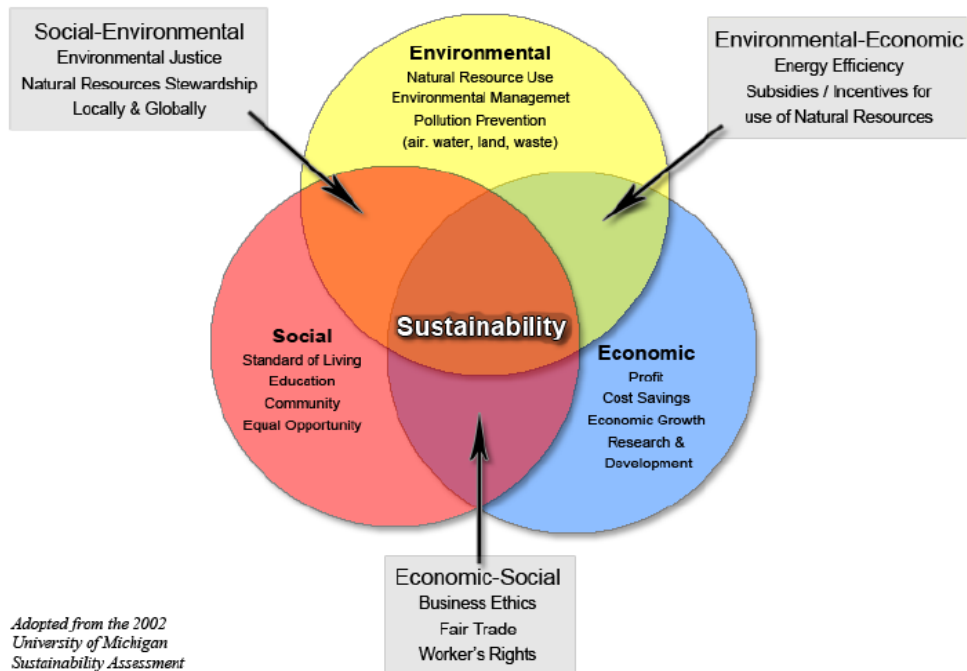 Social-Environmental
Environmental Justice
Natural Resources Stewardship
Locally & Globally
Environmental
Natural Resource Use
Environmental Managemet
Pollution Prevention
(air. water, land, waste)
Environmental-Economic
Energy Efficiency
Subsidies / Incentives for
use of Natural Resources
Sustainability
Social
Standard of Living
Education
Community
Equal Opportunity
Economic
Profit
Cost Savings
Economic Growth
Research &
Development
Economic-Social
Business Ethics
Fair Trade
Worker's Rights
Adopted from the 2002
University of Michigan
Sustainability Assessment